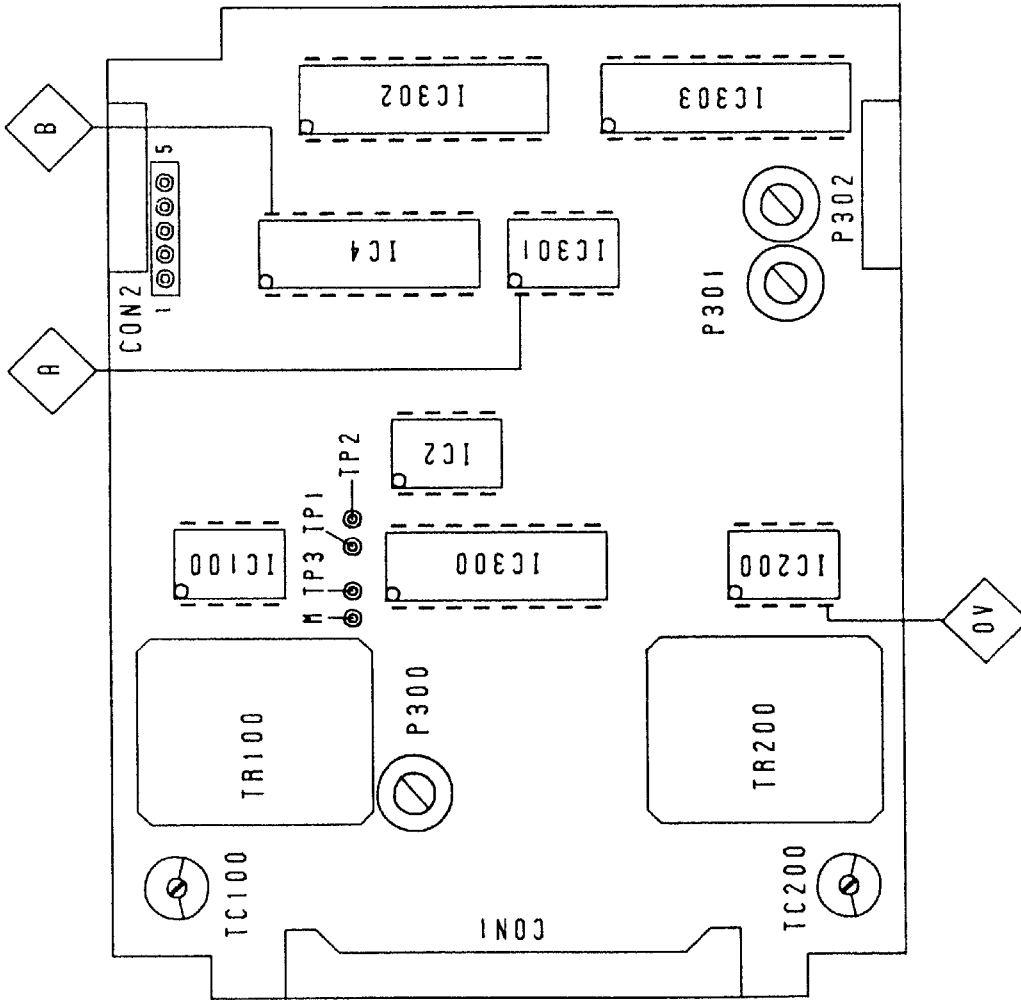 B
A
0V
CON2
1
5
IC302
IC303
IC4
IC301
P302
P301
IC2
TP2
TP1
TP3
M
IC100
IC300
IC200
TR100
P300
TR200
TC100
TC200
CON1